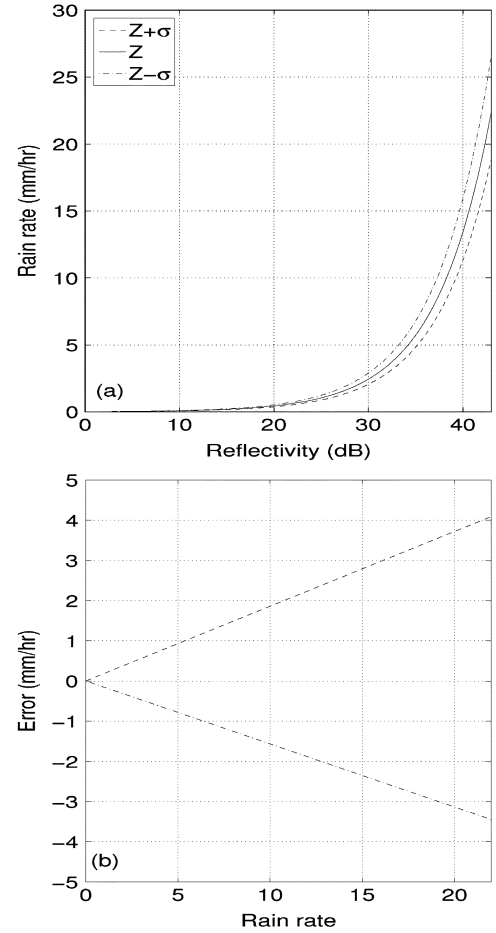 30
25
20
15
10
5
0
Rain rate (mm/hr)
Z+σ
Z
Z−σ
(a)
0 10 20 30 40
Reflectivity (dB)
5
4
3
2
1
0
−1
−2
−3
−4
−5
Error (mm/hr)
(b)
0 5 10 15 20
Rain rate